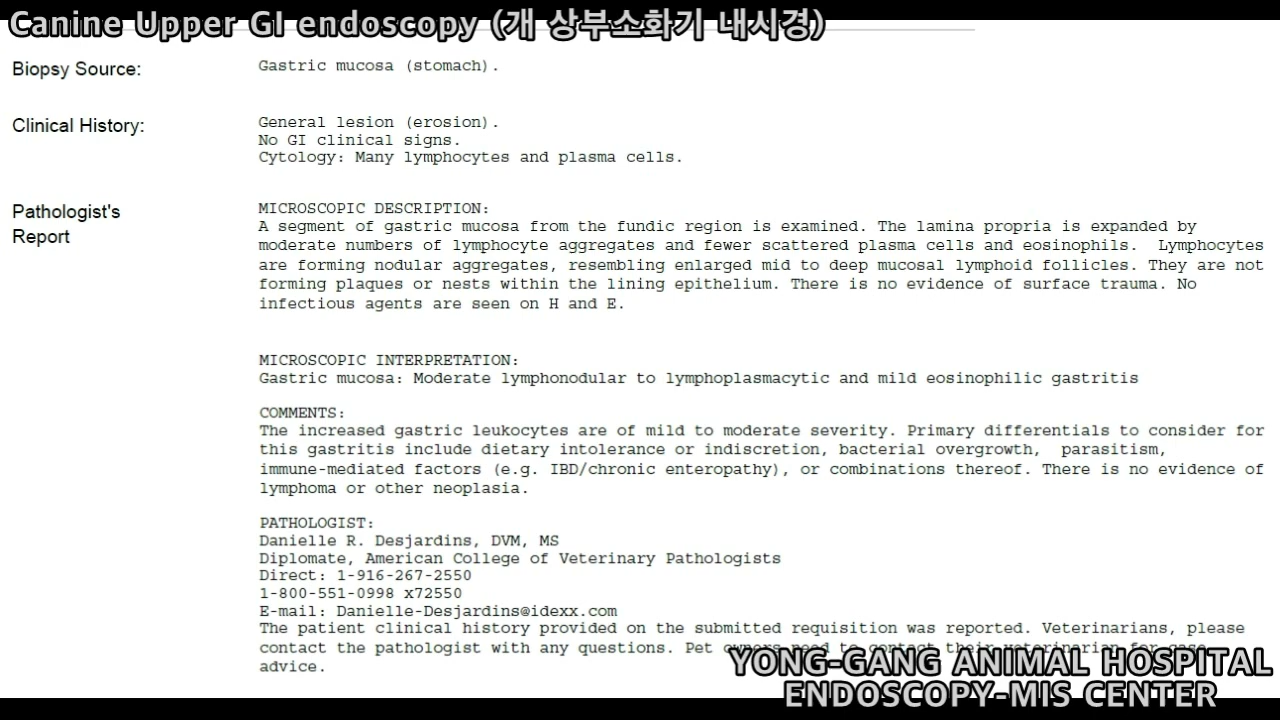 Canine Upper GI endoscopy (개 상부소화기 내시경)
Biopsy Source:
Gastric mucosa (stomach).
Clinical History:
General lesion (erosion).
No GI clinical signs.
Cytology: Many lymphocytes and plasma cells.
Pathologist's
Report
MICROSCOPIC DESCRIPTION:
A segment of gastric mucosa from the fundic region is examined. The lamina propria is expanded by
moderate numbers of lymphocyte aggregates and fewer scattered plasma cells and eosinophils.  Lymphocytes
are forming nodular aggregates, resembling enlarged mid to deep mucosal lymphoid follicles. They are not
forming plaques or nests within the lining epithelium. There is no evidence of surface trauma. No
infectious agents are seen on H and E.
MICROSCOPIC INTERPRETATION:
Gastric mucosa: Moderate lymphonodular to lymphoplasmacytic and mild eosinophilic gastritis
COMMENTS:
The increased gastric leukocytes are of mild to moderate severity. Primary differentials to consider for
this gastritis include dietary intolerance or indiscretion, bacterial overgrowth,  parasitism,
immune-mediated factors (e.g. IBD/chronic enteropathy), or combinations thereof. There is no evidence of
lymphoma or other neoplasia.
PATHOLOGIST:
Danielle R. Desjardins, DVM, MS
Diplomate, American College of Veterinary Pathologists
Direct: 1-916-267-2550
1-800-551-0998 x72550
E-mail: Danielle-Desjardins@idexx.com
The patient clinical history provided on the submitted requisition was reported. Veterinarians, please
contact the pathologist with any questions. Pet owners need to contact their veterinarian for case
advice.
YONG-GANG ANIMAL HOSPITAL
ENDOSCOPY-MIS CENTER